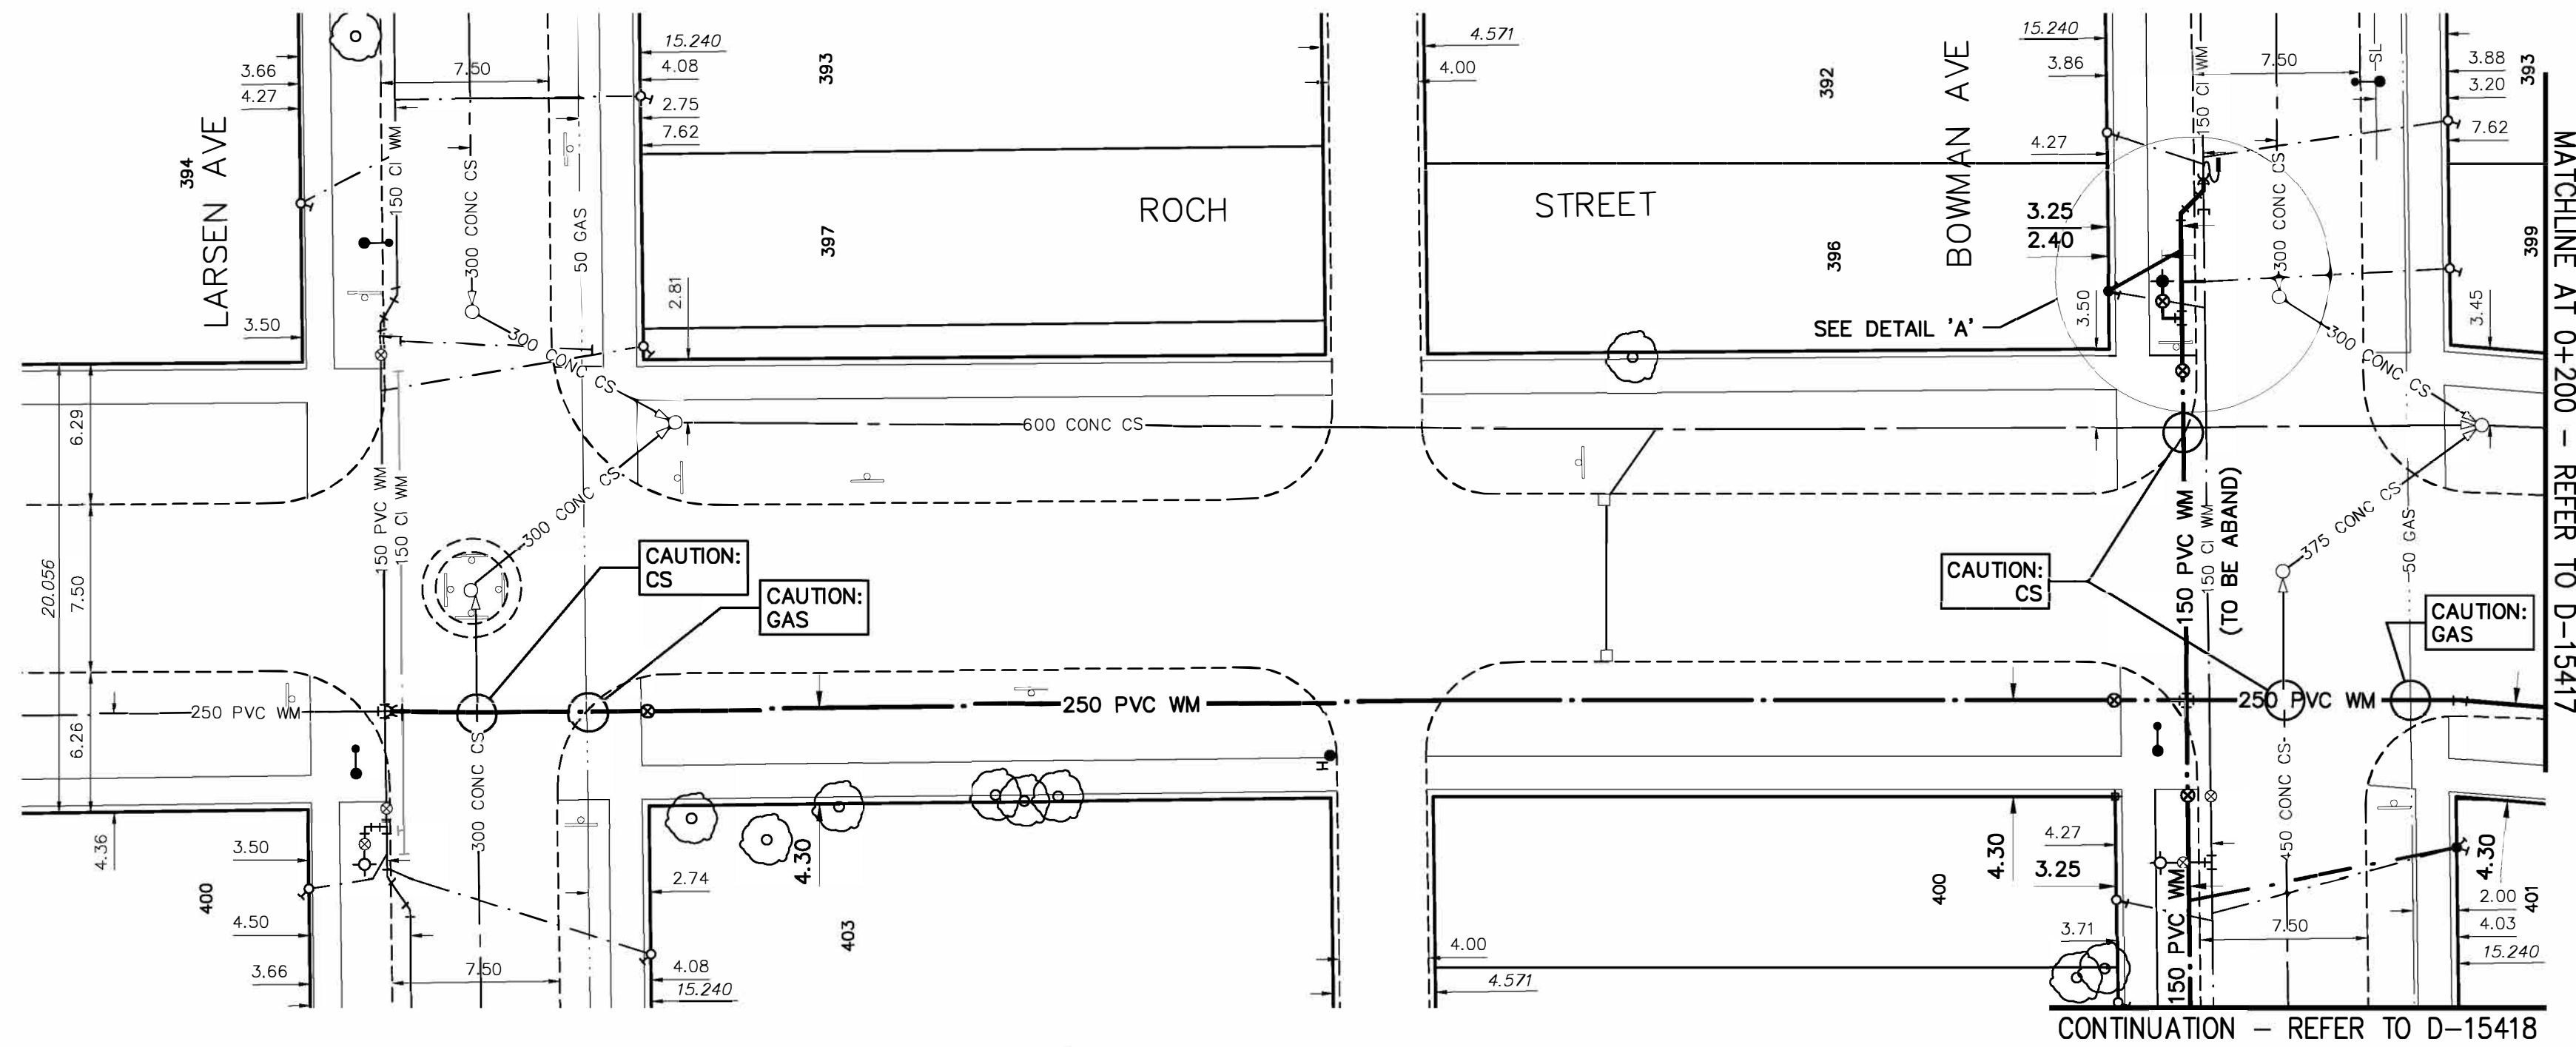 15.240
4.571
15.240
3.66
7.50
4.08
393
4.00
392
3.86
7.50
SL
3.88
393
4.27
2.75
3.20
7.62
4.27
7.62
394
LARSEN AVE
150 CI WM
300 CONC CS
50 GAS
BOWMAN AVE
150 CI WM
300 CONC CS
ROCH
STREET
397
396
3.25
2.40
399
3.50
2.81
SEE DETAIL 'A'
3.50
3.45
300 CONC CS
300 CONC CS
6.29
600 CONC CS
150 PVC WM
150 CI WM
300 CONC CS
150 PVC WM
150 CI WM
(TO BE ABAND)
375 CONC CS
50 GAS
MATCHLINE AT 0+200 - REFER TO D-15417
20.056
7.50
CAUTION:
CS
CAUTION:
GAS
CAUTION:
CS
CAUTION:
GAS
250 PVC WM
250 PVC WM
250 PVC WM
6.26
300 CONC CS
450 CONC CS
H
4.36
3.50
4.30
4.30
4.27
4.30
400
2.74
400
3.25
2.00
401
4.50
403
150 PVC WM
3.71
7.50
4.03
3.66
7.50
4.08
4.00
15.240
15.240
4.571
CONTINUATION - REFER TO D-15418